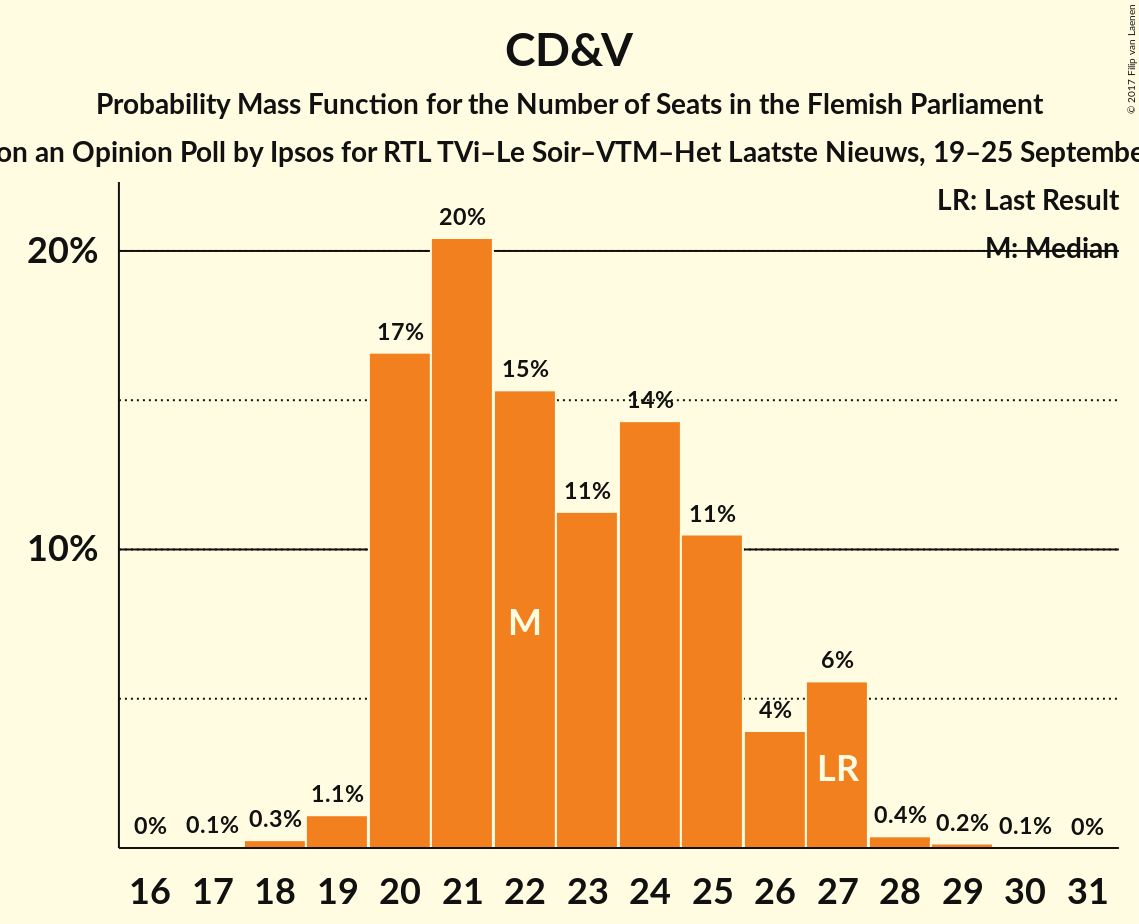 CD&V
Probability Mass Function for the Number of Seats in the Flemish Parliament
on an Opinion Poll by Ipsos for RTL TVi–Le Soir–VTM–Het Laatste Nieuws, 19–25 Septembe
© 2017 Filip van Laenen
LR: Last Result
M: Median
20%
10%
0%
0.1%
0.3%
1.1%
17%
20%
15%
11%
14%
11%
4%
6%
0.4%
0.2%
0.1%
0%
M
LR
16 17 18 19 20 21 22 23 24 25 26 27 28 29 30 31